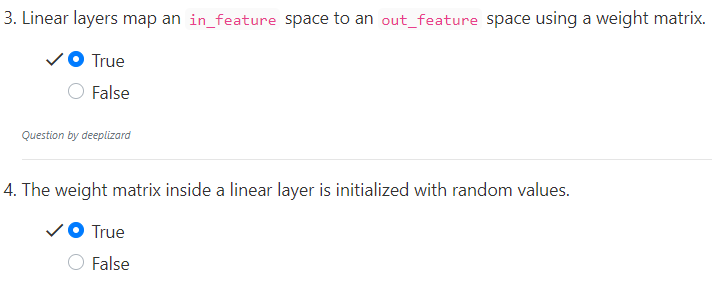 3. Linear layers map an in_feature space to an out_feature space using a weight matrix.
True
False
Question by deeplizard
4. The weight matrix inside a linear layer is initialized with random values.
True
False